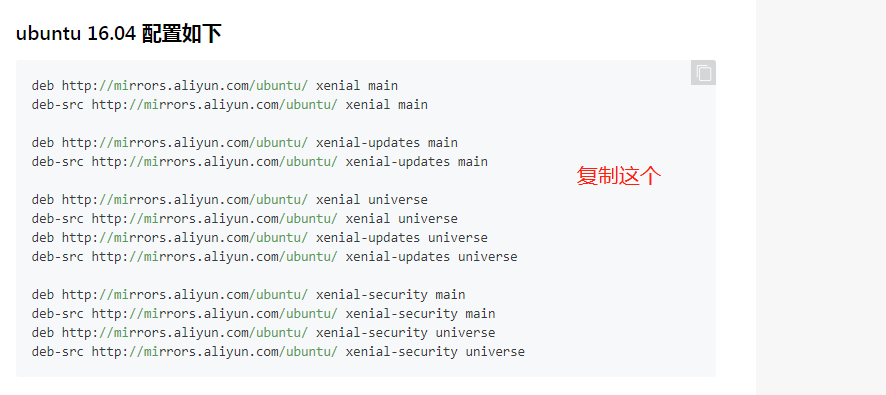 ubuntu 16.04 配置如下
deb http://mirrors.aliyun.com/ubuntu/ xenial main
deb-src http://mirrors.aliyun.com/ubuntu/ xenial main
deb http://mirrors.aliyun.com/ubuntu/ xenial-updates main
deb-src http://mirrors.aliyun.com/ubuntu/ xenial-updates main
复制这个
deb http://mirrors.aliyun.com/ubuntu/ xenial universe
deb-src http://mirrors.aliyun.com/ubuntu/ xenial universe
deb http://mirrors.aliyun.com/ubuntu/ xenial-updates universe
deb-src http://mirrors.aliyun.com/ubuntu/ xenial-updates universe
deb http://mirrors.aliyun.com/ubuntu/ xenial-security main
deb-src http://mirrors.aliyun.com/ubuntu/ xenial-security main
deb http://mirrors.aliyun.com/ubuntu/ xenial-security universe
deb-src http://mirrors.aliyun.com/ubuntu/ xenial-security universe